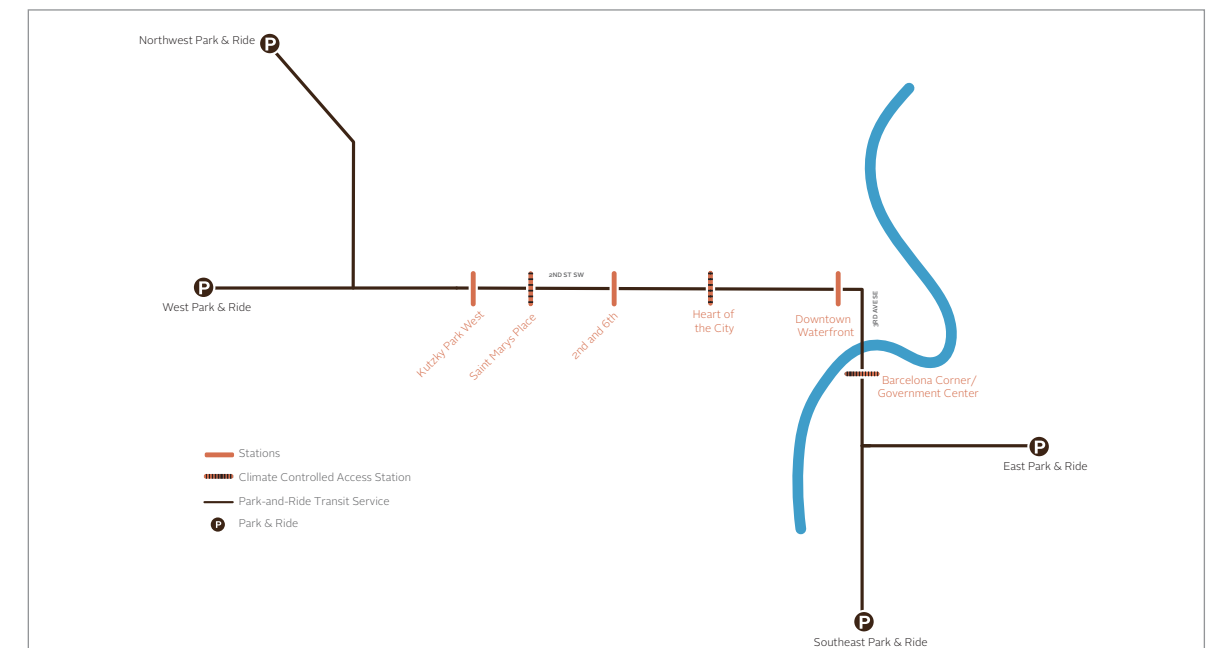 Northwest Park & Ride
P
P
West Park & Ride
2ND ST SW
3RD AVE SE
Kutzky Park West
Saint Marys Place
2nd and 6th
Heart of
the City
Downtown
Waterfront
Barcelona Corner/
Government Center
P
East Park & Ride
Stations
Climate Controlled Access Station
Park-and-Ride Transit Service
P
Park & Ride
P
Southeast Park & Ride